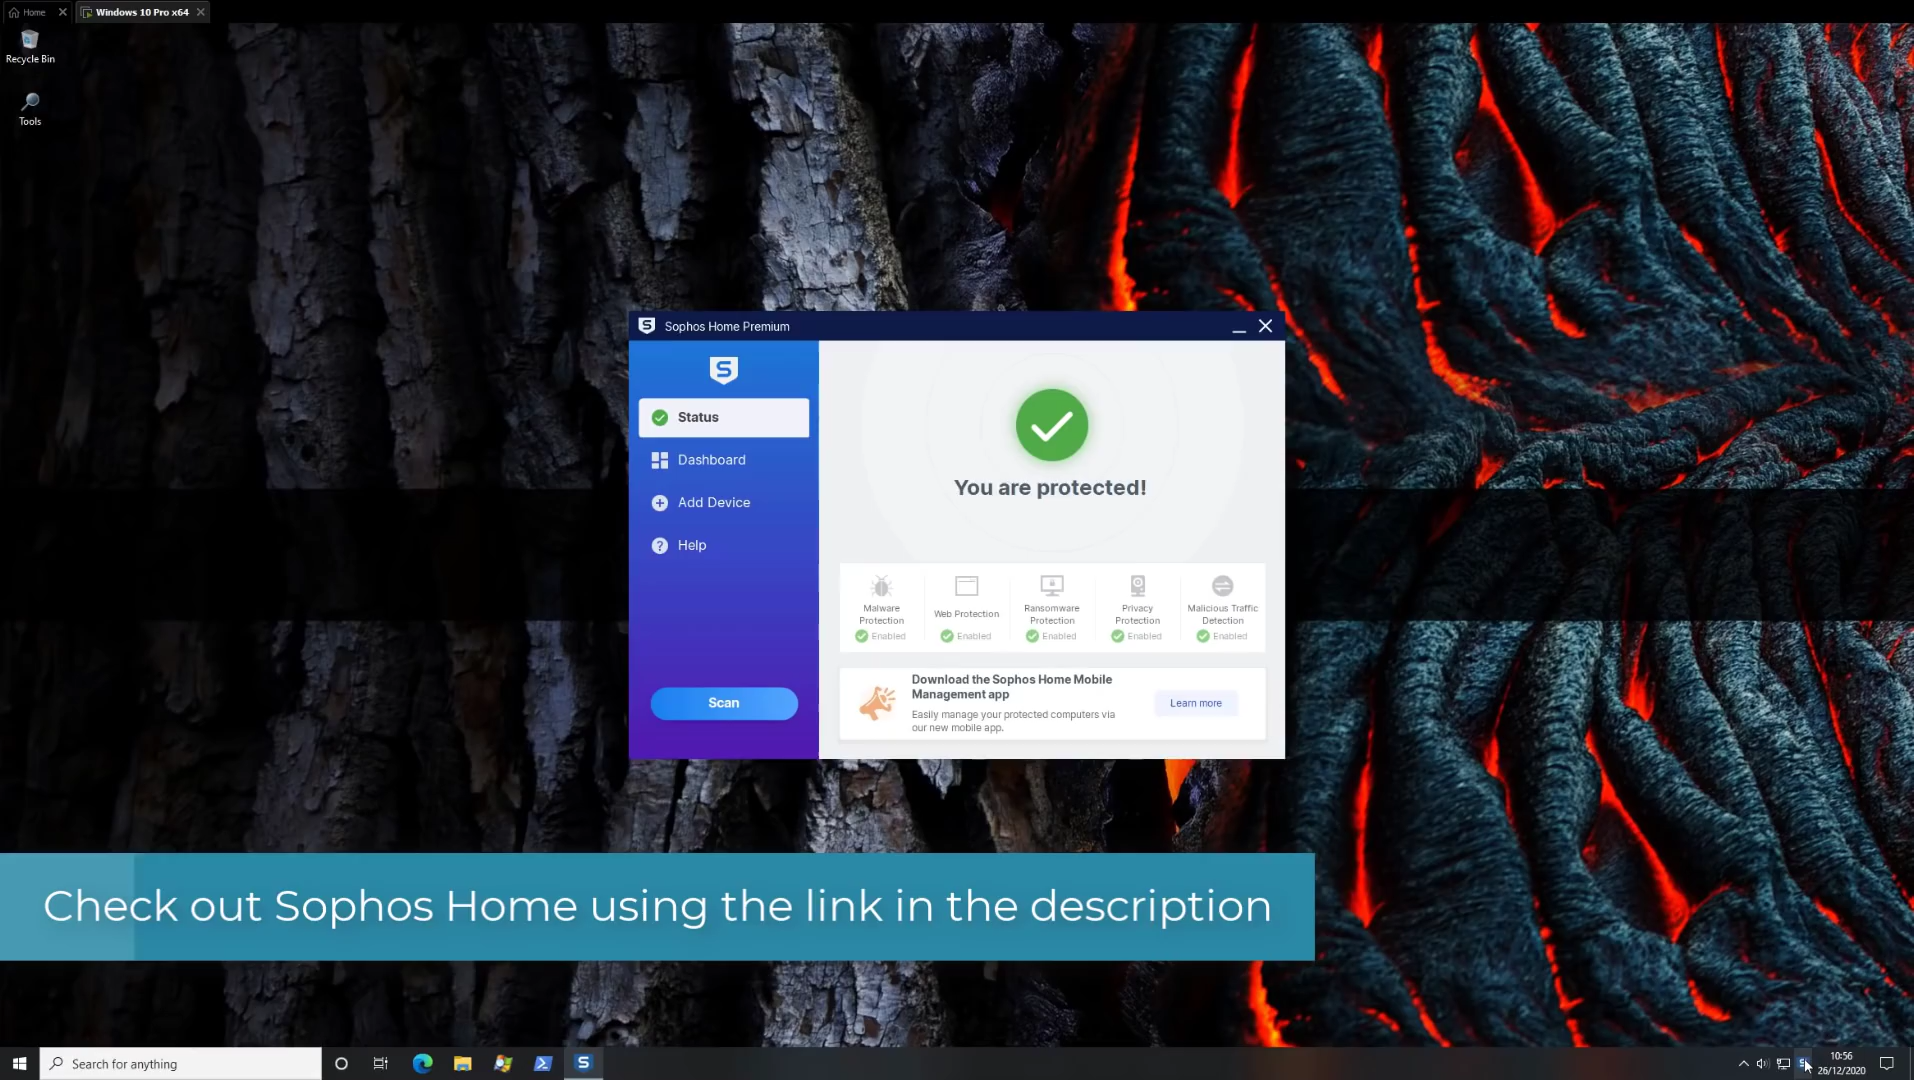 Home
Windows 10 Pro x64
Recycle Bin
Tools
Sophos Home Premium
S
Status
Dashboard
Add Device
Help
Scan
You are protected!
Malware
Protection
Enabled
Web Protection
Enabled
Ransomware
Protection
Enabled
Privacy
Protection
Enabled
Malicious Traffic
Detection
Enabled
Download the Sophos Home Mobile
Management app
Easily manage your protected computers via
our new mobile app.
Learn more
Check out Sophos Home using the link in the description
Search for anything
S
10:56
26/12/2020